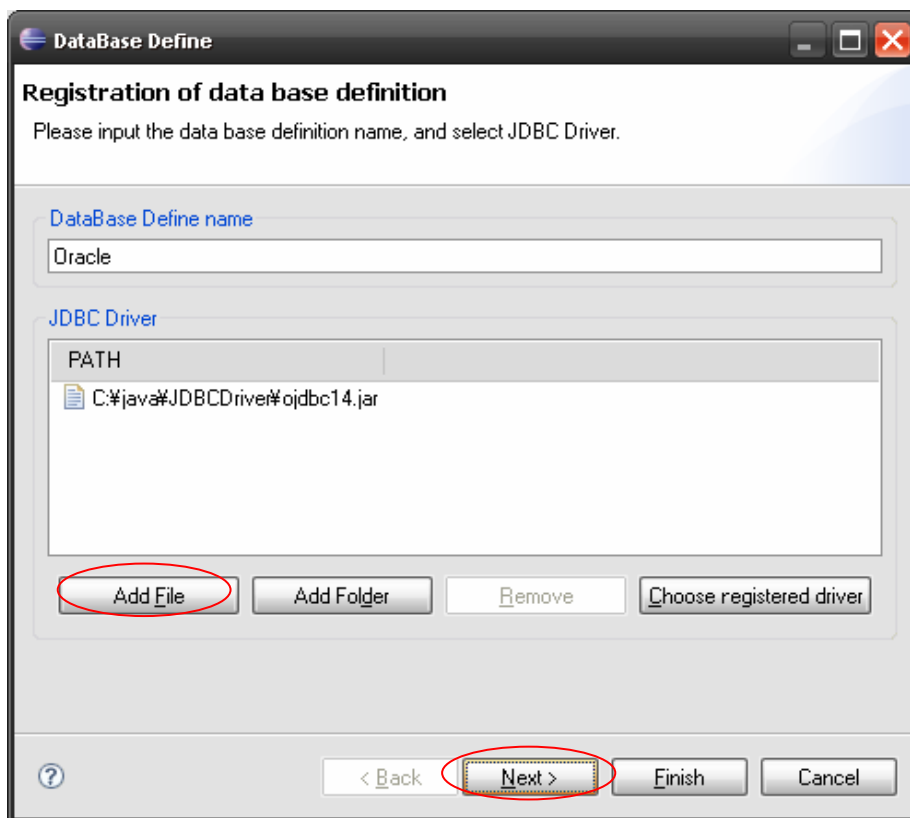 DataBase Define
Registration of data base definition
Please input the data base definition name, and select JDBC Driver.
DataBase Define name
Oracle
JDBC Driver
PATH
C:¥java¥JDBCDriver¥ojdbc14.jar
Add File Add Folder Remove Choose registered driver
? < Back Next > Finish Cancel